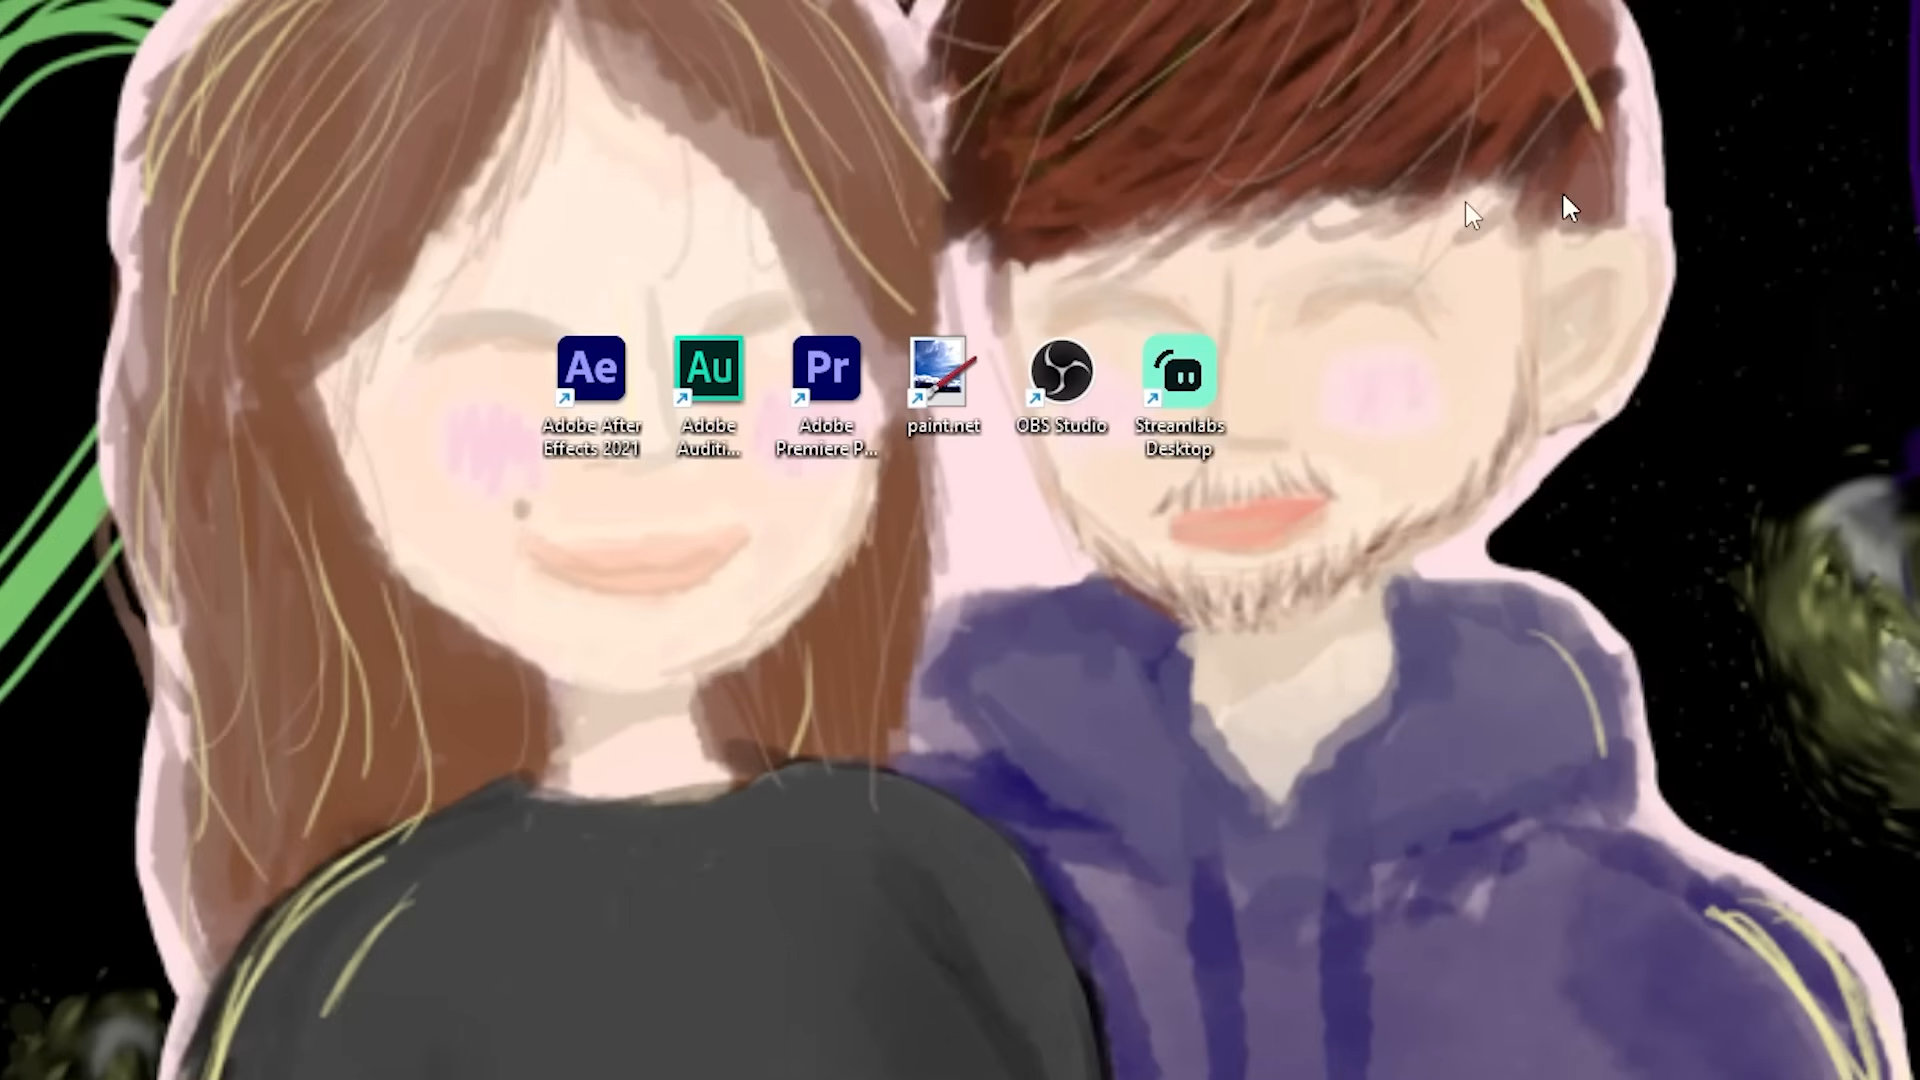 Ae Au Pr
Adobe After Adobe Adobe paint.net OBS Studio Streamlabs
Effects 2021 Auditi... Premiere P... Desktop